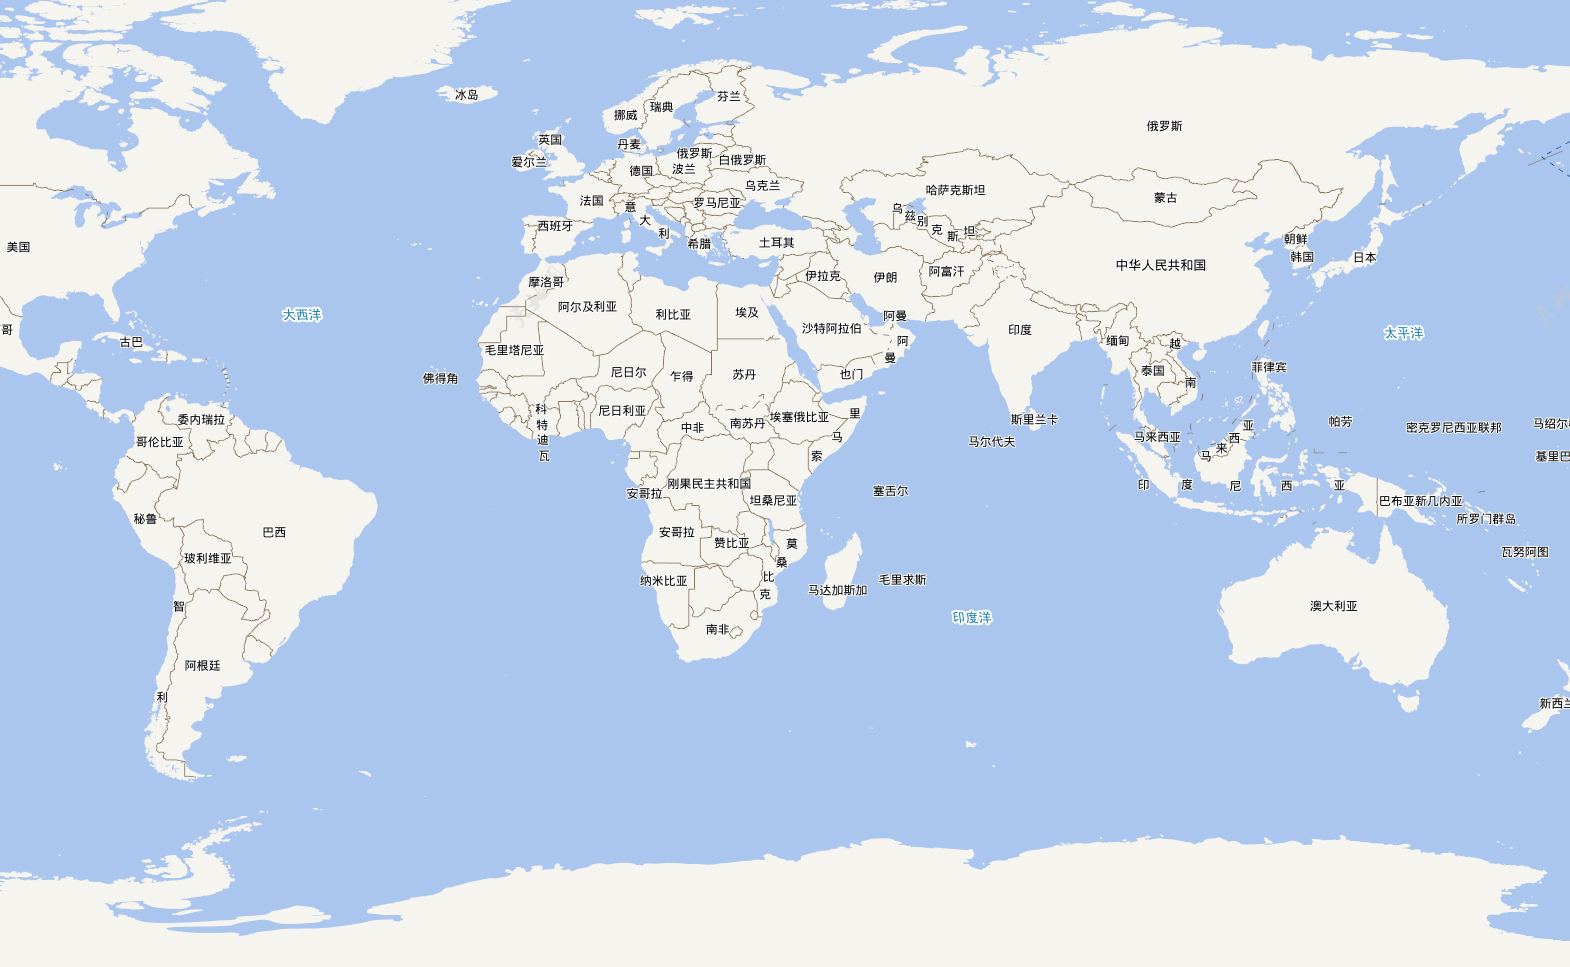 冰岛
挪威
瑞典
芬兰
俄罗斯
英国
爱尔兰
丹麦
俄罗斯
白俄罗斯
德国
波兰
乌克兰
哈萨克斯坦
蒙古
法国
意大利
罗马尼亚
乌兹别克斯坦
西班牙
希腊
土耳其
朝鲜
韩国
日本
美国
中华人民共和国
摩洛哥
伊拉克
伊朗
阿富汗
阿尔及利亚
利比亚
埃及
大西洋
阿曼
沙特阿拉伯
印度
太平洋
哥
古巴
毛里塔尼亚
阿曼
缅甸
越南
佛得角
尼日尔
乍得
苏丹
也门
泰国
菲律宾
委内瑞拉
科特迪瓦
尼日利亚
中非
南苏丹
埃塞俄比亚
索马里
斯里兰卡
马尔代夫
马来西亚
马来西亚
帕劳
密克罗尼西亚联邦
马绍尔
基里巴
哥伦比亚
刚果民主共和国
安哥拉
坦桑尼亚
塞舌尔
印度尼西亚
巴布亚新几内亚
所罗门群岛
秘鲁
巴西
安哥拉
赞比亚
莫桑比克
瓦努阿图
玻利维亚
纳米比亚
马达加斯加
毛里求斯
智利
印度洋
澳大利亚
南非
阿根廷
新西兰